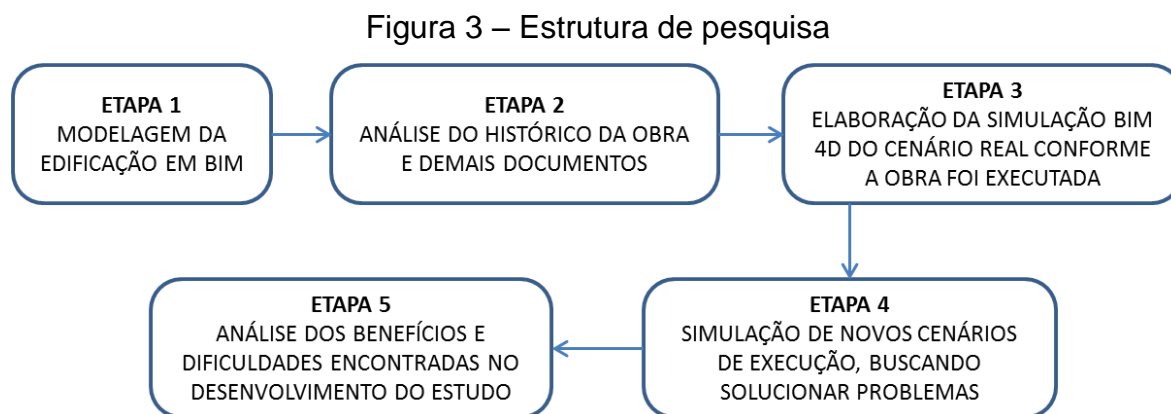 Figura 3 – Estrutura de pesquisa
ETAPA 1
MODELAGEM DA
EDIFICAÇÃO EM BIM
ETAPA 2
ANÁLISE DO HISTÓRICO DA OBRA
E DEMAIS DOCUMENTOS
ETAPA 3
ELABORAÇÃO DA SIMULAÇÃO BIM
4D DO CENÁRIO REAL CONFORME
A OBRA FOI EXECUTADA
ETAPA 4
SIMULAÇÃO DE NOVOS CENÁRIOS
DE EXECUÇÃO, BUSCANDO
SOLUCIONAR PROBLEMAS
ETAPA 5
ANÁLISE DOS BENEFÍCIOS E
DIFICULDADES ENCONTRADAS NO
DESENVOLVIMENTO DO ESTUDO